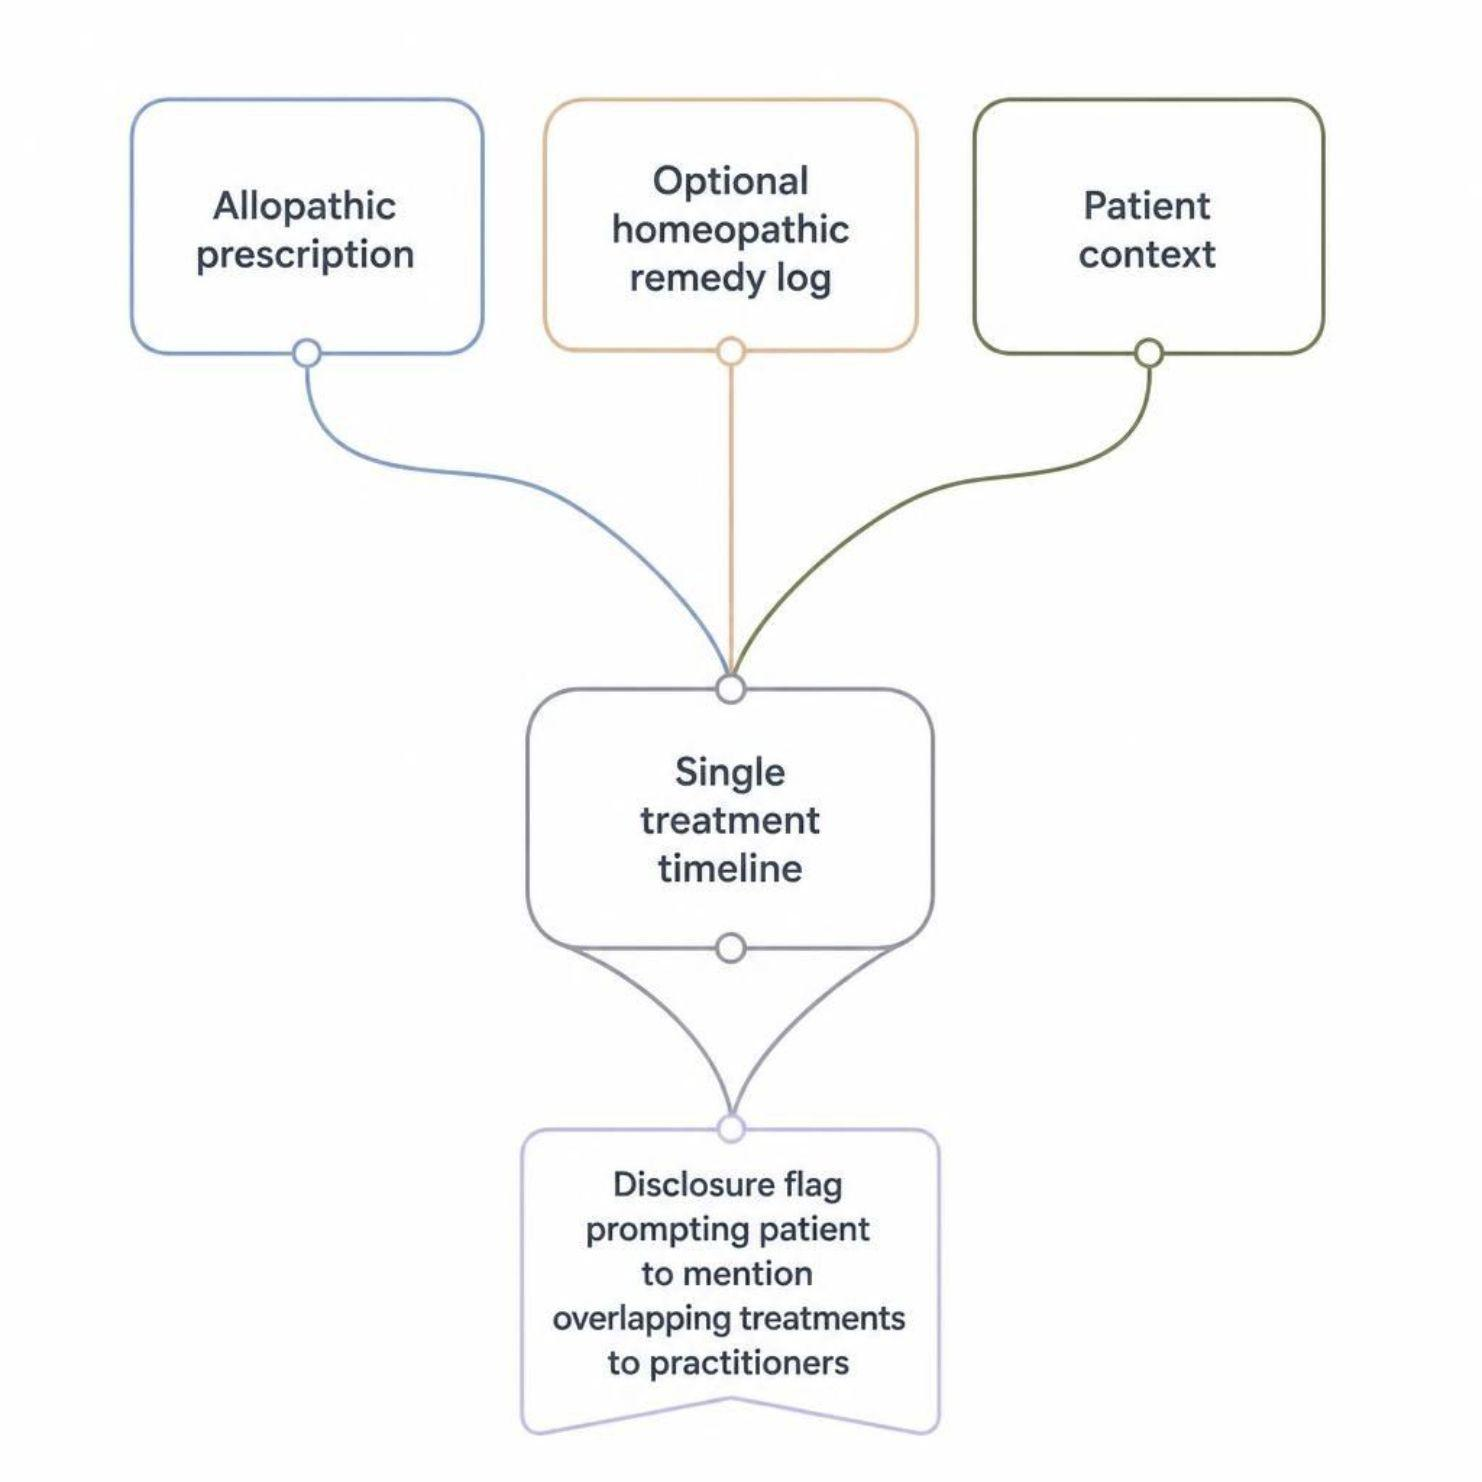 Allopathic
prescription
Optional
homeopathic
remedy log
Patient
context
Single
treatment
timeline
Disclosure flag
prompting patient
to mention
overlapping treatments
to practitioners